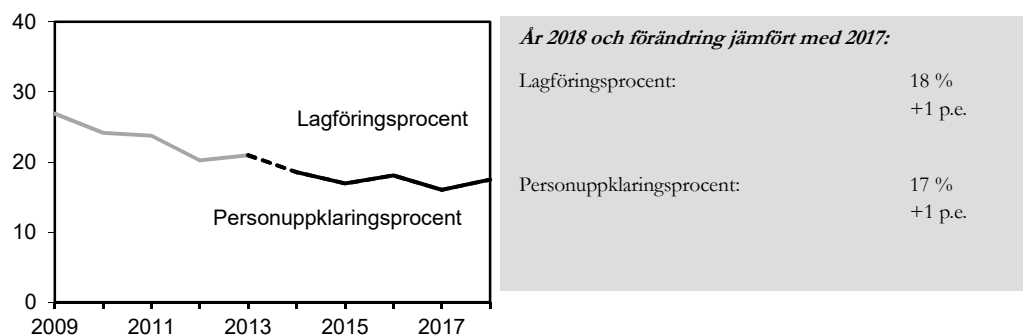 40
30
20
10
0
2009 2011 2013 2015 2017
Lagföringsprocent
Personuppklaringsprocent
År 2018 och förändring jämfört med 2017:
Lagföringsprocent: 18 %
+1 p.e.
Personuppklaringsprocent: 17 %
+1 p.e.